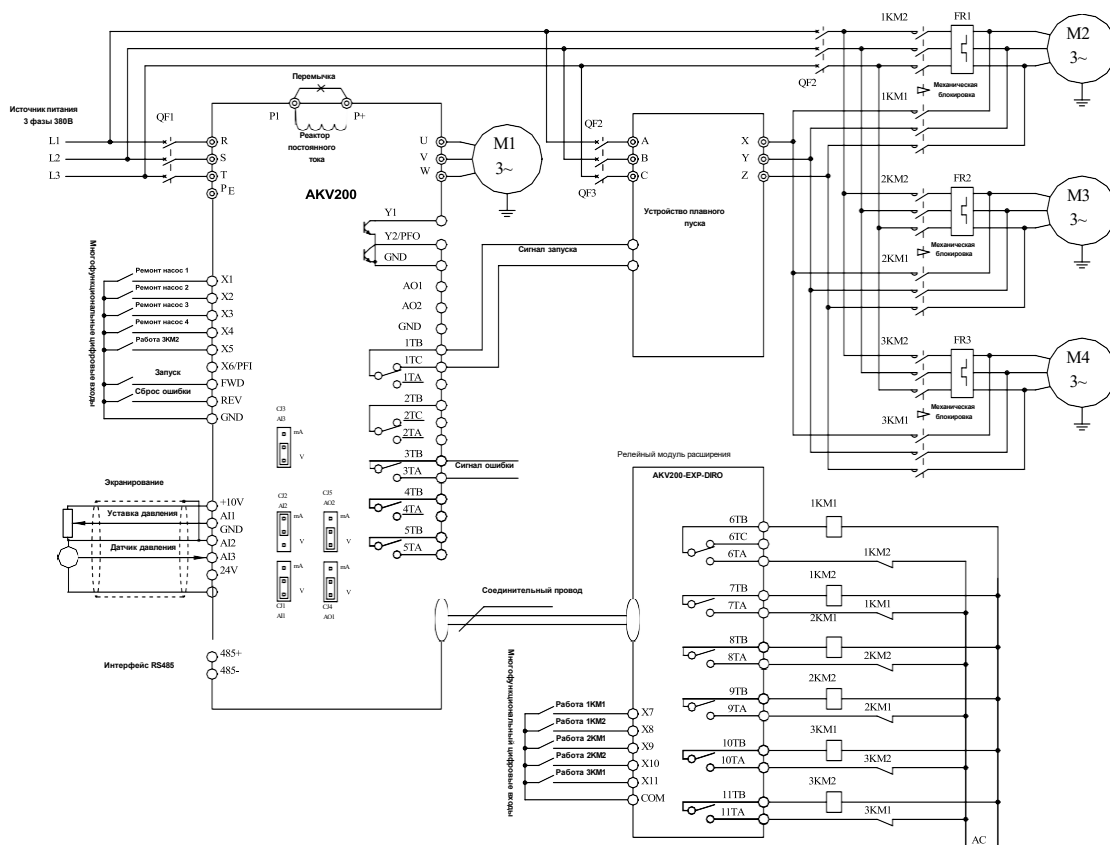 1KM2
FR1
M2
3~
QF2
Механическая
блокировка
1KM1
Перемычка
P1
P+
Реактор
постоянного
тока
Источник питания
3 фазы 380В
QF1
L1
L2
L3
R
S
T
PE
U
V
W
M1
3~
AKV200
QF2
QF3
A
B
C
X
Y
Z
Устройство плавного
пуска
2KM2
FR2
M3
3~
Механическая
блокировка
2KM1
3KM2
FR3
M4
3~
Механическая
блокировка
3KM1
Y1
Y2/PFO
GND
Сигнал запуска
AO1
AO2
GND
1TB
1TC
1TA
2TB
2TC
2TA
3TB
3TA
Сигнал ошибки
4TB
4TA
5TB
5TA
Многофункциональные цифровые входы
Ремонт насос 1
Ремонт насос 2
Ремонт насос 3
Ремонт насос 4
Работа 3KM2
Запуск
Сброс ошибки
X1
X2
X3
X4
X5
X6/PFI
FWD
REV
GND
CJ3
AI3
mA
V
CJ2
AI2
mA
V
CJ5
AO2
mA
V
mA
V
CJ1
AI1
mA
V
CJ4
AO1
Экранирование
Уставка давления
Датчик давления
+10V
AI1
GND
AI2
AI3
24V
Интерфейс RS485
485+
485-
Соединительный провод
Релейный модуль расширения
AKV200-EXP-DIRO
6TB
6TC
6TA
7TB
7TA
8TB
8TA
9TB
9TA
10TB
10TA
11TB
11TA
1KM1
1KM2
1KM2
1KM1
2KM1
2KM2
2KM2
2KM1
3KM1
3KM2
3KM2
3KM1
AC
Многофункциональный цифровые входы
Работа 1KM1
Работа 1KM2
Работа 2KM1
Работа 2KM2
Работа 3KM1
X7
X8
X9
X10
X11
COM